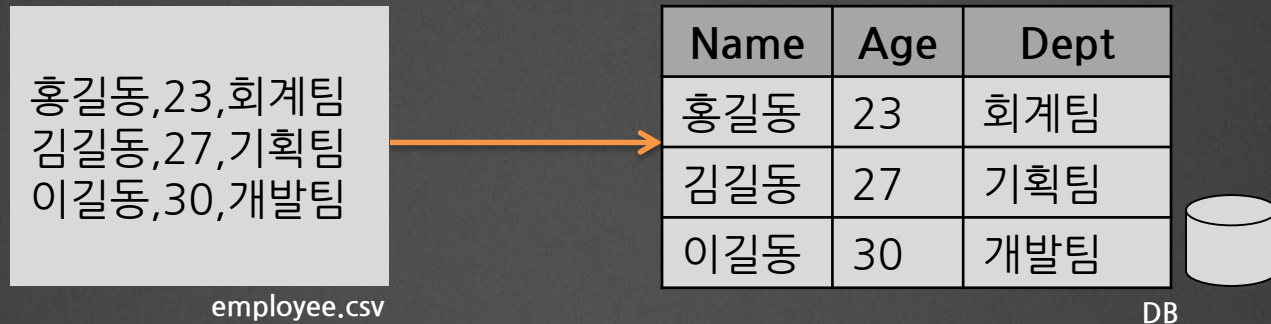 홍길동,23,회계팀
김길동,27,기획팀
이길동,30,개발팀
employee.csv
Name Age Dept
홍길동 23 회계팀
김길동 27 기획팀
이길동 30 개발팀
DB